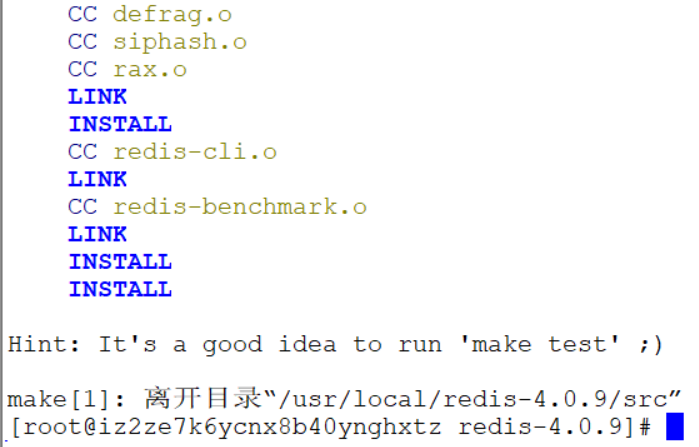 CC defrag.o
CC siphash.o
CC rax.o
LINK
INSTALL
CC redis-cli.o
LINK
CC redis-benchmark.o
LINK
INSTALL
INSTALL
Hint: It's a good idea to run 'make test' ;)
make[1]: 离开目录“/usr/local/redis-4.0.9/src”
[root@iz2ze7k6ycnx8b40ynghxtz redis-4.0.9]#